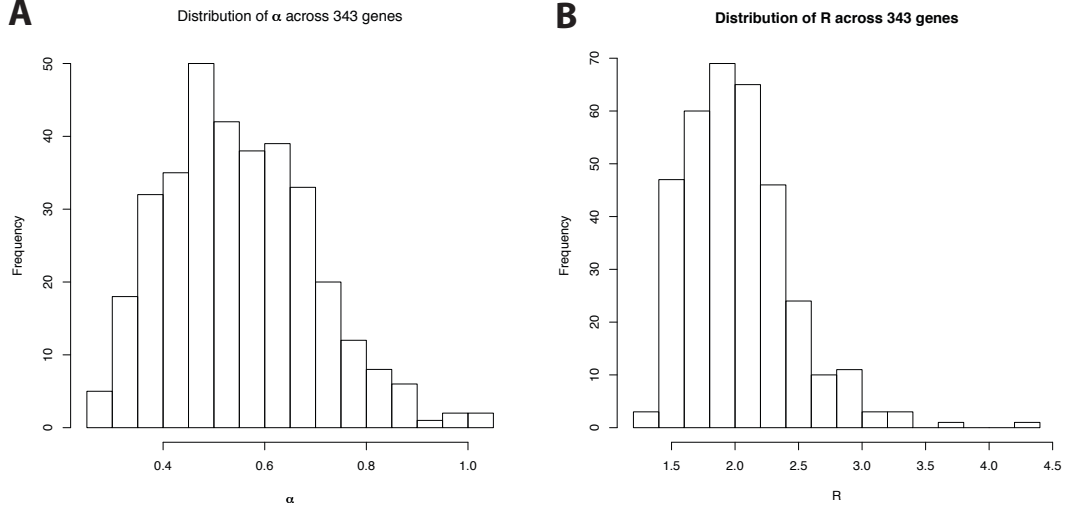 A
Distribution of α across 343 genes
Frequency
50
40
30
20
10
0
0.4 0.6 0.8 1.0
α
B
Distribution of R across 343 genes
Frequency
70
60
50
40
30
20
10
0
1.5 2.0 2.5 3.0 3.5 4.0 4.5
R